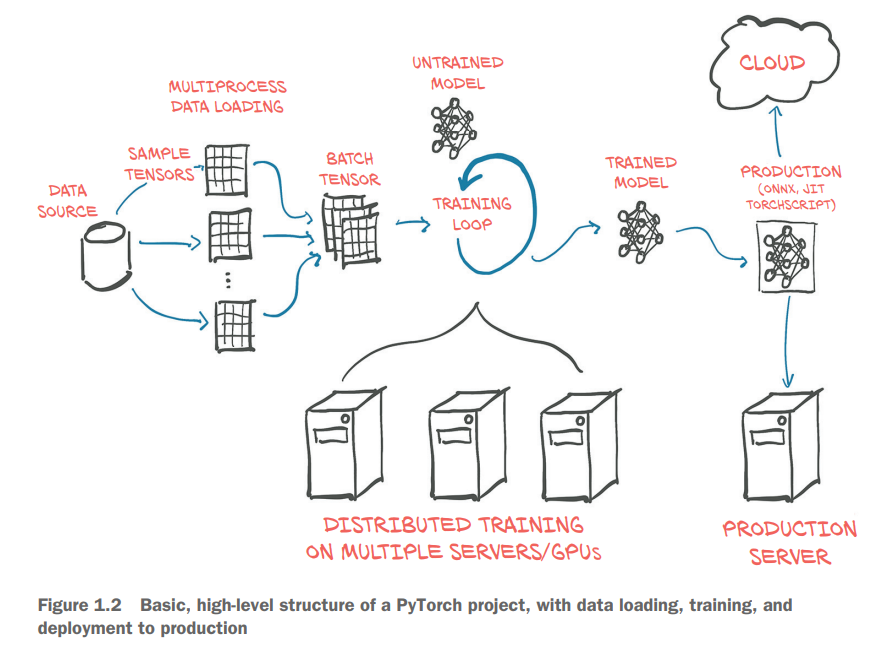 UNTRAINED
MODEL
CLOUD
MULTIPROCESS
DATA LOADING
SAMPLE
TENSORS
BATCH
TENSOR
TRAINED
MODEL
PRODUCTION
(ONNX, JIT
TORCHSCRIPT)
DATA
SOURCE
TRAINING
LOOP
DISTRIBUTED TRAINING
ON MULTIPLE SERVERS/GPUs
PRODUCTION
SERVER
Figure 1.2 Basic, high-level structure of a PyTorch project, with data loading, training, and
deployment to production